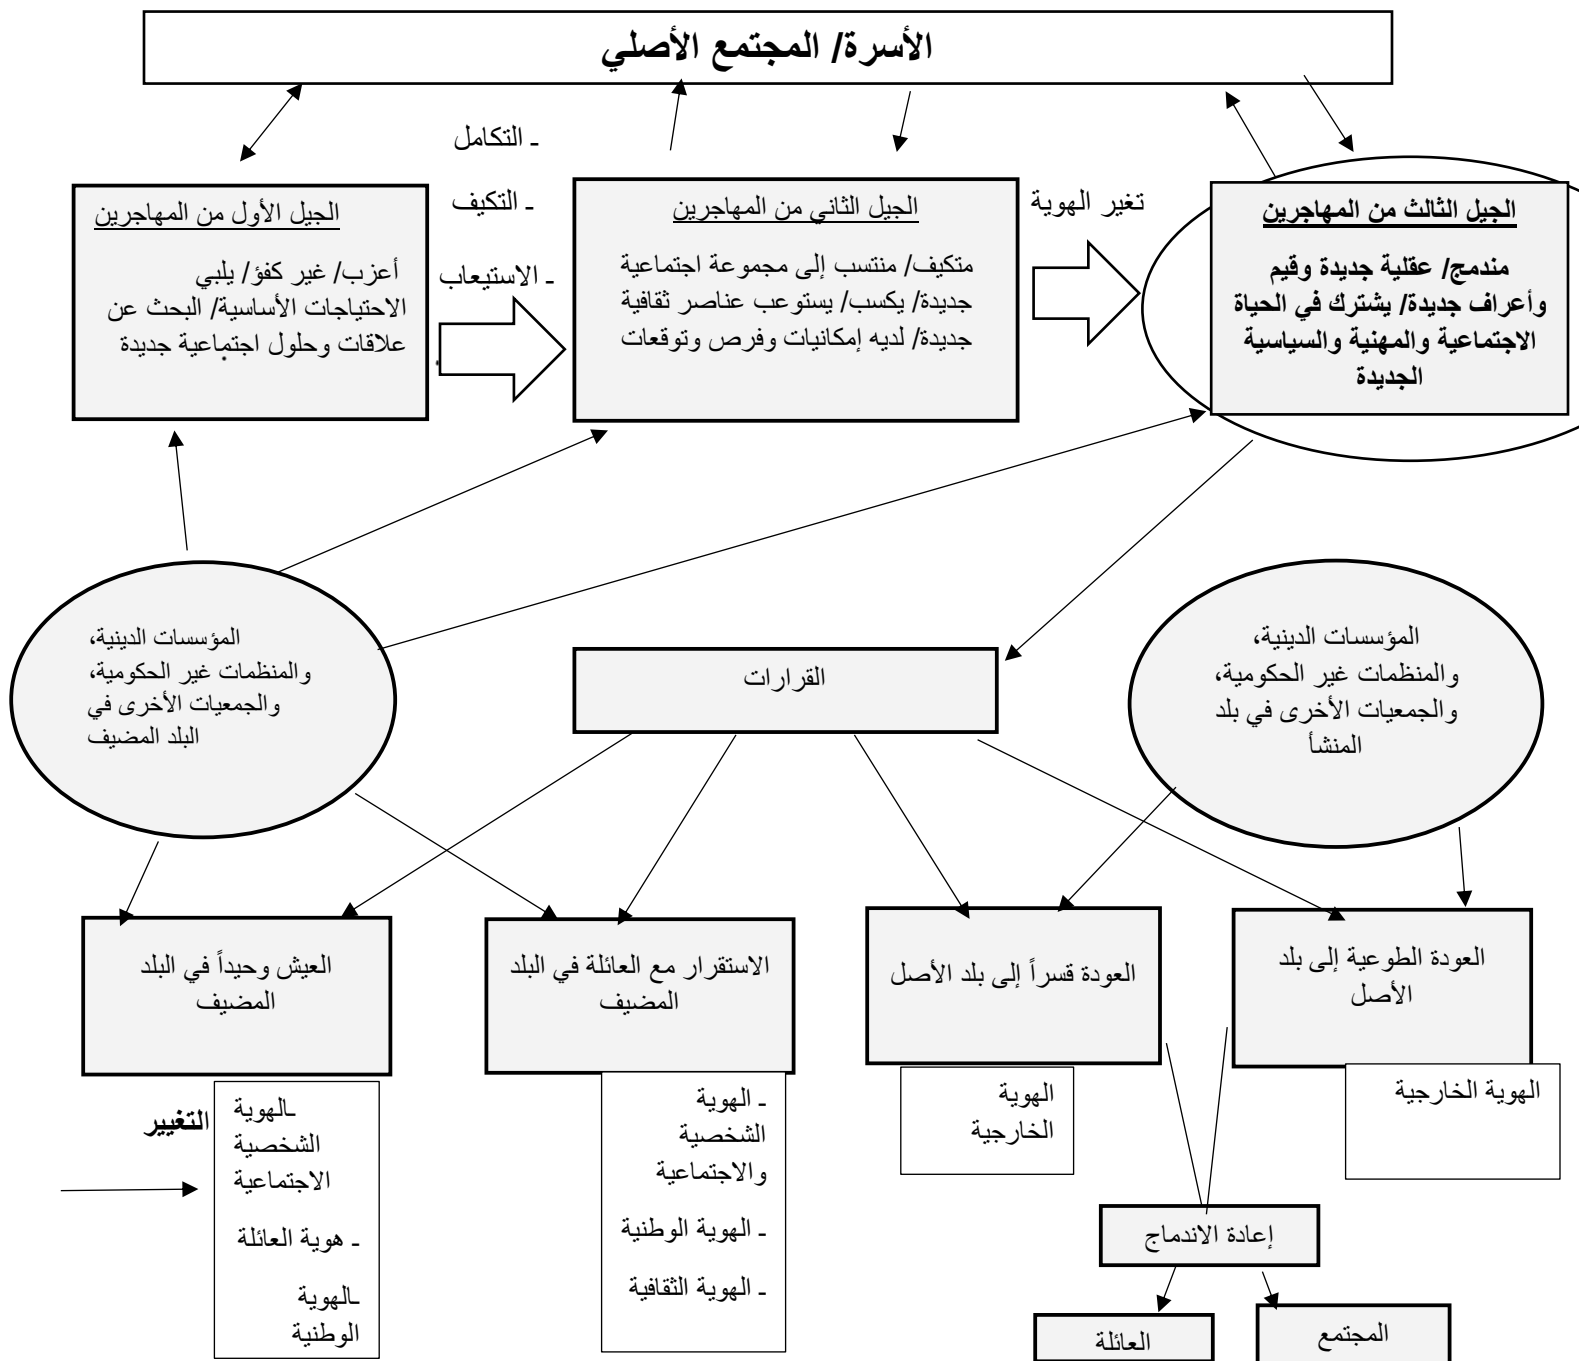 الأسرة/ المجتمع الأصلي
ـ التكامل
ـ التكيف
ـ الاستيعاب
الجيل الأول من المهاجرين
أعزب/ غير كفؤ/ يلبي
الاحتياجات الأساسية/ البحث عن
علاقات وحلول اجتماعية جديدة
الجيل الثاني من المهاجرين
متكيف/ منتسب إلى مجموعة اجتماعية
جديدة/ يكسب/ يستوعب عناصر ثقافية
جديدة/ لديه إمكانيات وفرص وتوقعات
تغير الهوية
الجيل الثالث من المهاجرين
مندمج/ عقلية جديدة وقيم
وأعراف جديدة/ يشترك في الحياة
الاجتماعية والمهنية والسياسية
الجديدة
المؤسسات الدينية،
والمنظمات غير الحكومية،
والجمعيات الأخرى في
البلد المضيف
القرارات
المؤسسات الدينية،
والمنظمات غير الحكومية،
والجمعيات الأخرى في بلد
المنشأ
العيش وحيداً في البلد
المضيف
الاستقرار مع العائلة في البلد
المضيف
العودة قسراً إلى بلد الأصل
العودة الطوعية إلى بلد
الأصل
التغيير
ـالهوية
الشخصية
الاجتماعية
ـ هوية العائلة
ـالهوية
الوطنية
ـ الهوية
الشخصية
والاجتماعية
ـ الهوية الوطنية
ـ الهوية الثقافية
الهوية
الخارجية
الهوية الخارجية
إعادة الاندماج
العائلة
المجتمع